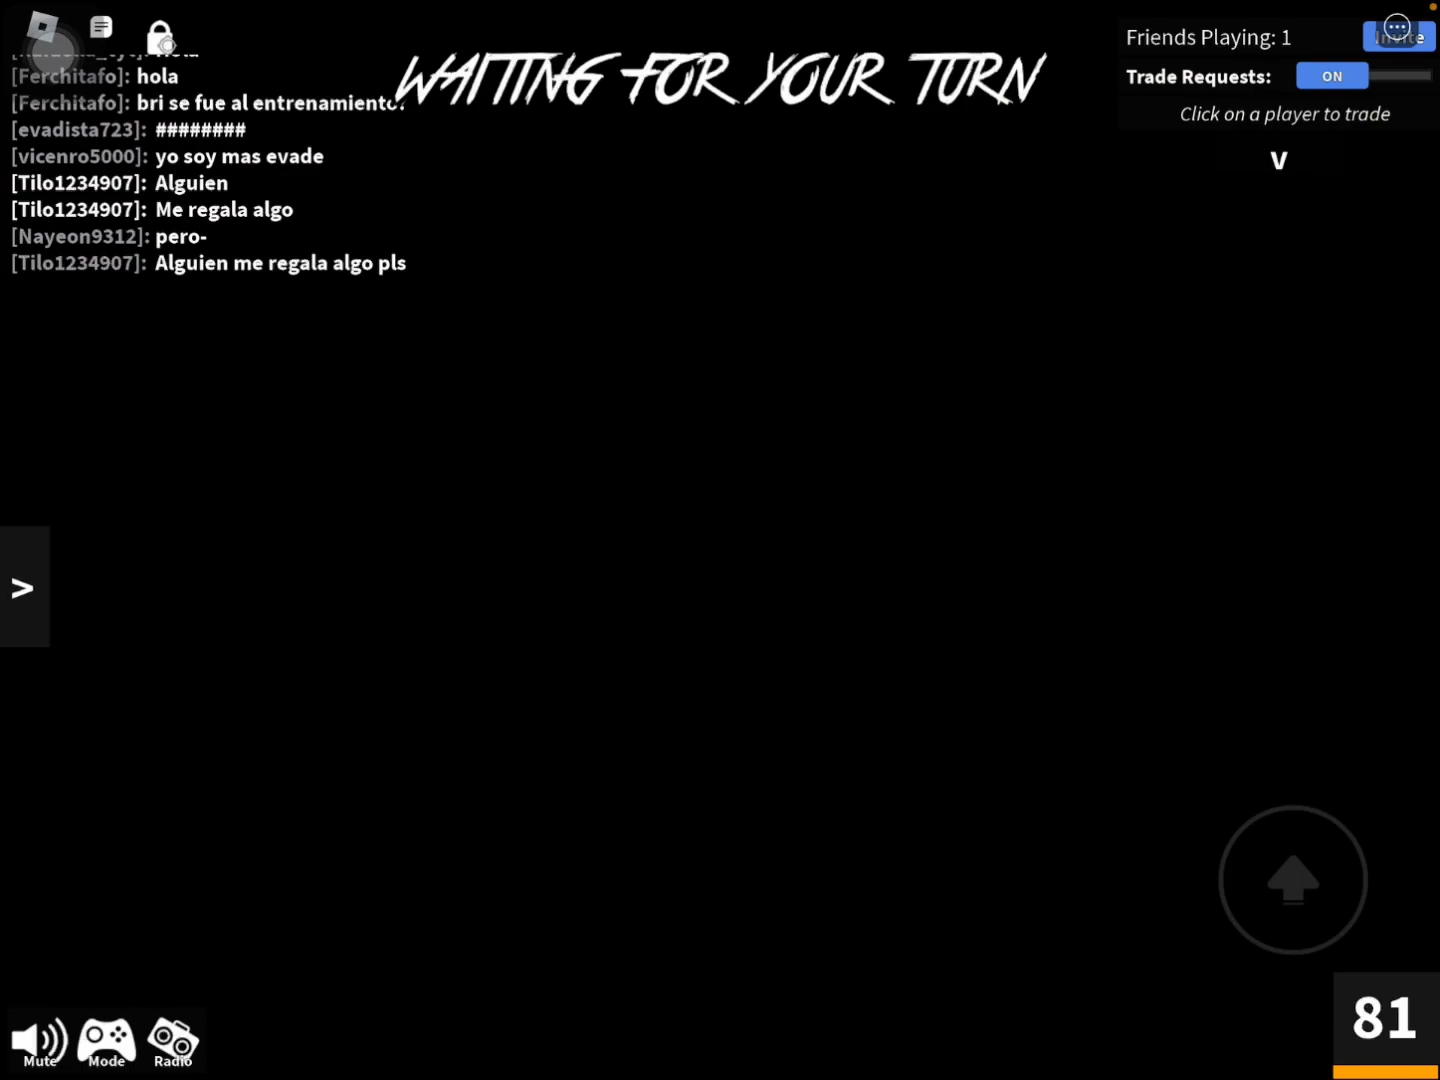 WAITING FOR YOUR TURN
Friends Playing: 1
Trade Requests: ON
Click on a player to trade
V
[Ferchitafo]: hola
[Ferchitafo]: bri se fue al entrenamiento?
[evadista723]: ########
[vicenro5000]: yo soy mas evade
[Tilo1234907]: Alguien
[Tilo1234907]: Me regala algo
[Nayeon9312]: pero-
[Tilo1234907]: Alguien me regala algo pls
>
Mute
Mode
Radio
81